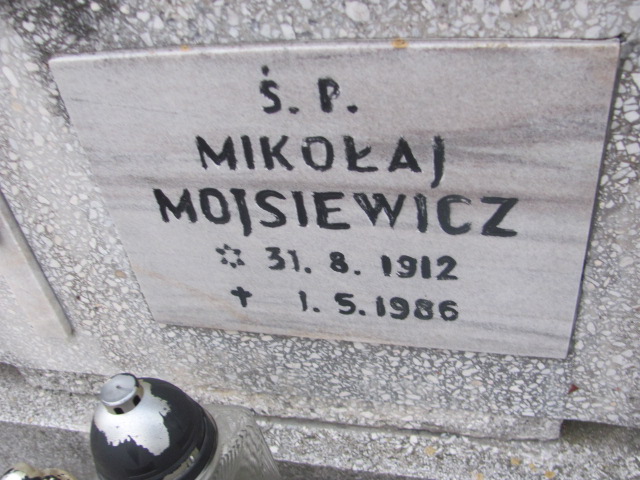 Ś. P.
MIKOŁAJ
MOJSIEWICZ
✡ 31. 8. 1912
✝ 1. 5. 1986